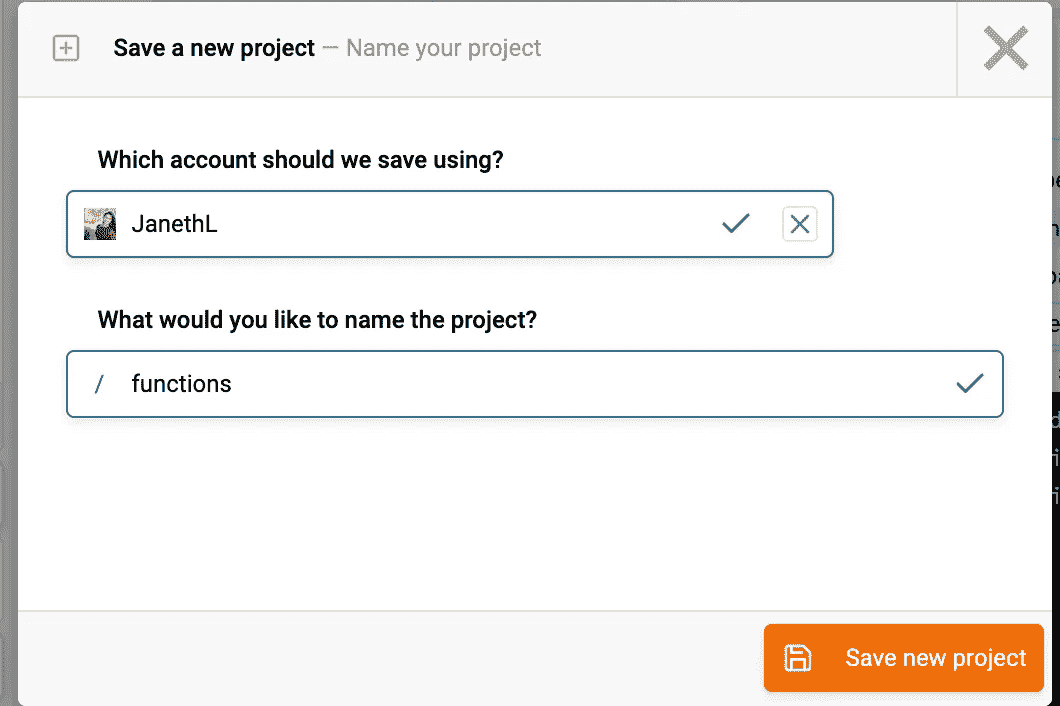 Save a new project — Name your project
Which account should we save using?
JanethL
What would you like to name the project?
/ functions
Save new project